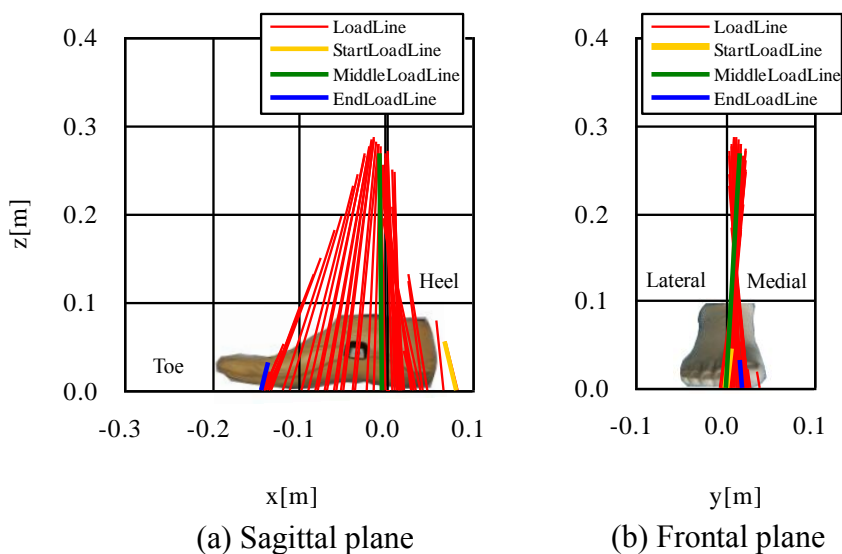 LoadLine
StartLoadLine
MiddleLoadLine
EndLoadLine
0.4
0.3
0.2
0.1
0.0
z[m]
Heel
Toe
-0.3
-0.2
-0.1
0.0
0.1
x[m]
(a) Sagittal plane
LoadLine
StartLoadLine
MiddleLoadLine
EndLoadLine
0.4
0.3
0.2
0.1
0.0
Lateral
Medial
-0.1
0.0
0.1
y[m]
(b) Frontal plane